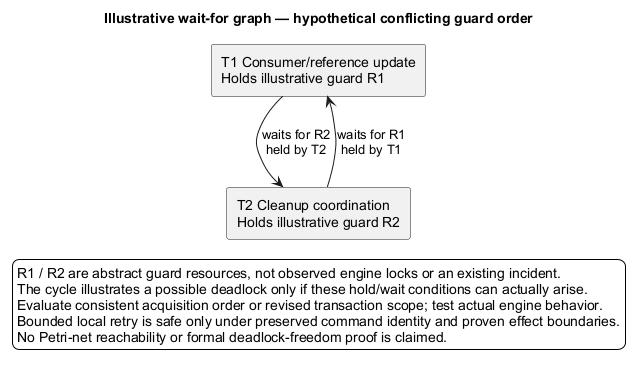 Illustrative wait-for graph — hypothetical conflicting guard order
T1 Consumer/reference update
Holds illustrative guard R1
waits for R2
held by T2
waits for R1
held by T1
T2 Cleanup coordination
Holds illustrative guard R2
R1 / R2 are abstract guard resources, not observed engine locks or an existing incident.
The cycle illustrates a possible deadlock only if these hold/wait conditions can actually arise.
Evaluate consistent acquisition order or revised transaction scope; test actual engine behavior.
Bounded local retry is safe only under preserved command identity and proven effect boundaries.
No Petri-net reachability or formal deadlock-freedom proof is claimed.